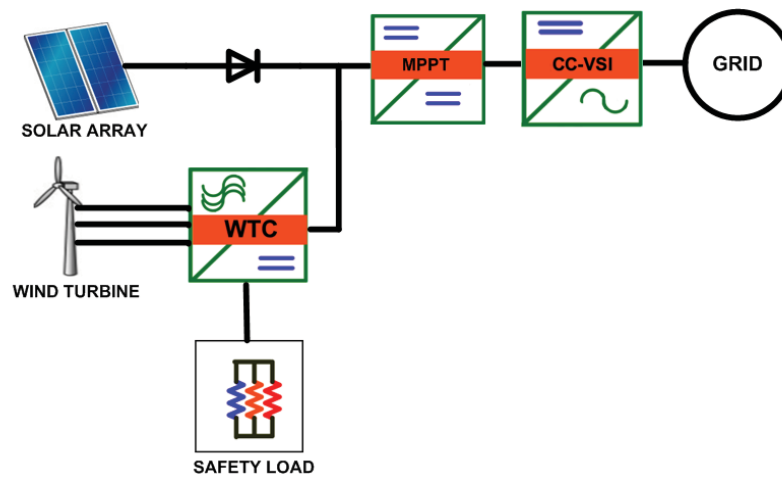 MPPT
CC-VSI
GRID
SOLAR ARRAY
WTC
WIND TURBINE
SAFETY LOAD